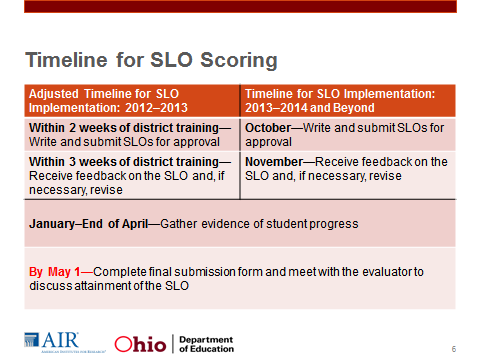 Timeline for SLO Scoring
Adjusted Timeline for SLO
Implementation: 2012–2013
Timeline for SLO Implementation:
2013–2014 and Beyond
Within 2 weeks of district training—
Write and submit SLOs for approval
October—Write and submit SLOs for
approval
Within 3 weeks of district training—
Receive feedback on the SLO and, if
necessary, revise
November—Receive feedback on the
SLO and, if necessary, revise
January–End of April—Gather evidence of student progress
By May 1—Complete final submission form and meet with the evaluator to
discuss attainment of the SLO
AIR
AMERICAN INSTITUTES FOR RESEARCH
Ohio
Department
of Education
6